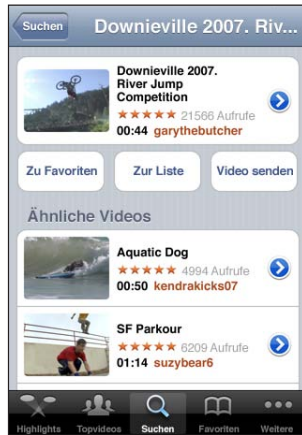 Suchen
Downieville 2007. Riv...
Downieville 2007.
River Jump
Competition
21566 Aufrufe
00:44 garythebutcher
Zu Favoriten
Zur Liste
Video senden
Ähnliche Videos
Aquatic Dog
4994 Aufrufe
00:50 kendrakicks07
SF Parkour
6209 Aufrufe
01:14 suzybear6
Highlights
Topvideos
Suchen
Favoriten
Weitere